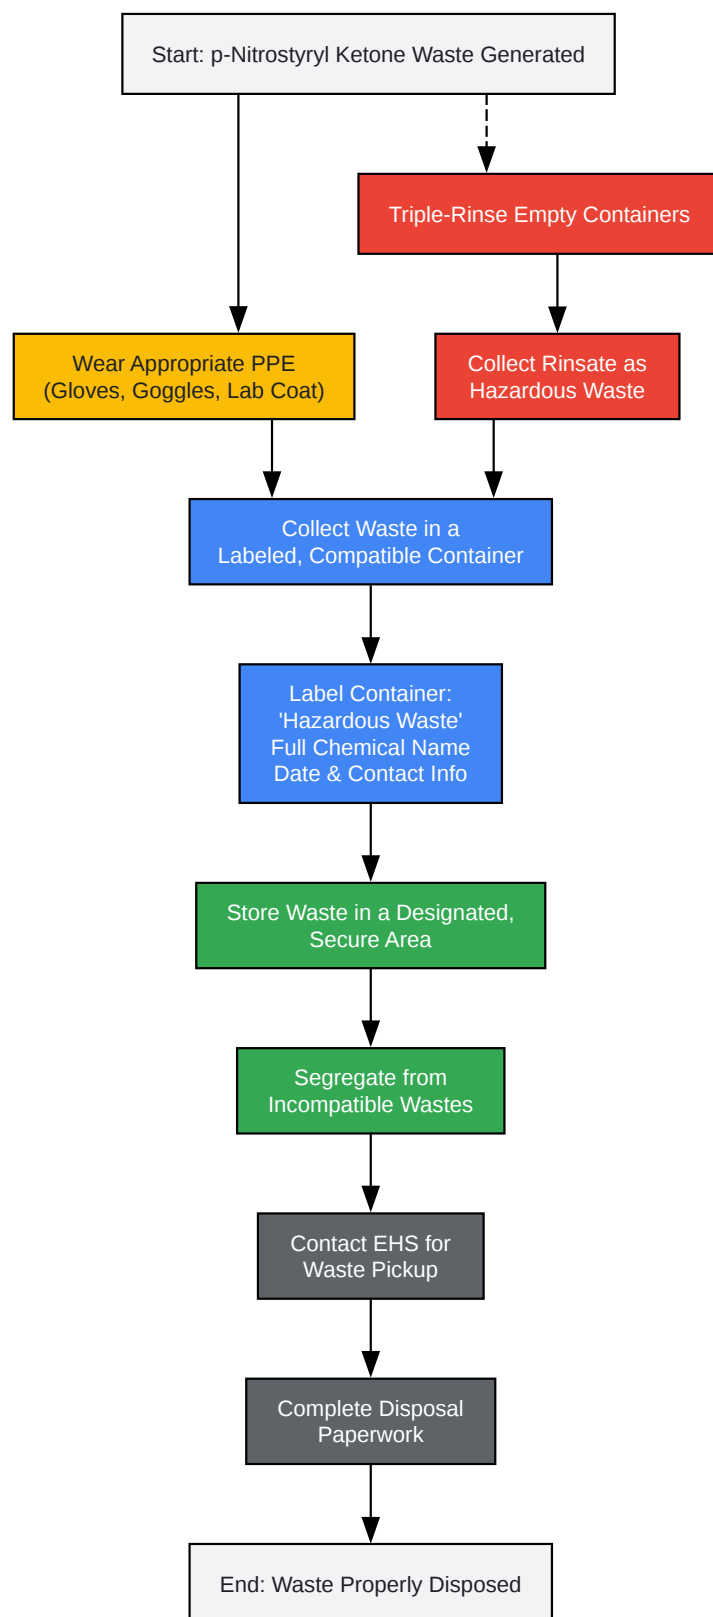 Start: p-Nitrostyryl Ketone Waste Generated
Triple-Rinse Empty Containers
Wear Appropriate PPE
(Gloves, Goggles, Lab Coat)
Collect Rinsate as
Hazardous Waste
Collect Waste in a
Labeled, Compatible Container
Label Container:
'Hazardous Waste'
Full Chemical Name
Date & Contact Info
Store Waste in a Designated,
Secure Area
Segregate from
Incompatible Wastes
Contact EHS for
Waste Pickup
Complete Disposal
Paperwork
End: Waste Properly Disposed